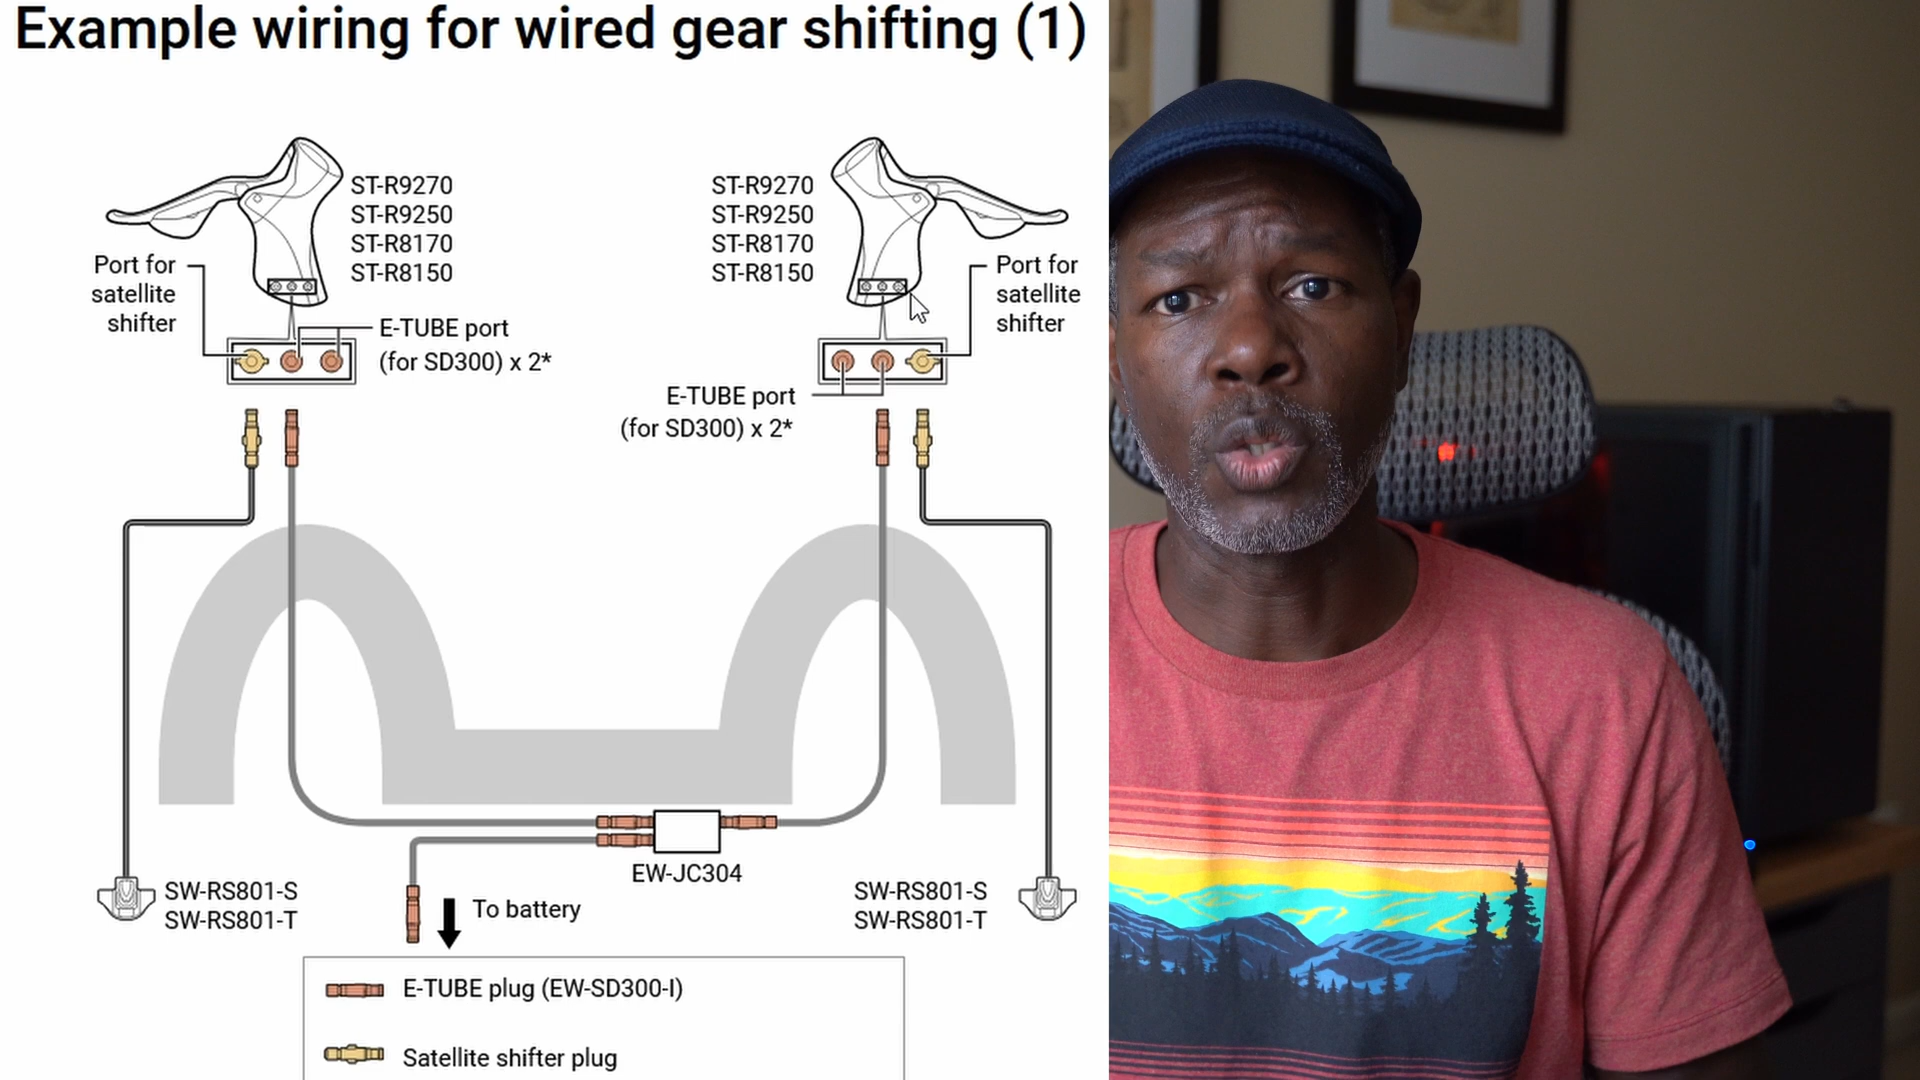 Example wiring for wired gear shifting (1)
ST-R9270
ST-R9250
ST-R8170
ST-R8150
Port for
satellite
shifter
E-TUBE port
(for SD300) x 2*
ST-R9270
ST-R9250
ST-R8170
ST-R8150
Port for
satellite
shifter
E-TUBE port
(for SD300) x 2*
EW-JC304
SW-RS801-S
SW-RS801-T
To battery
SW-RS801-S
SW-RS801-T
E-TUBE plug (EW-SD300-I)
Satellite shifter plug